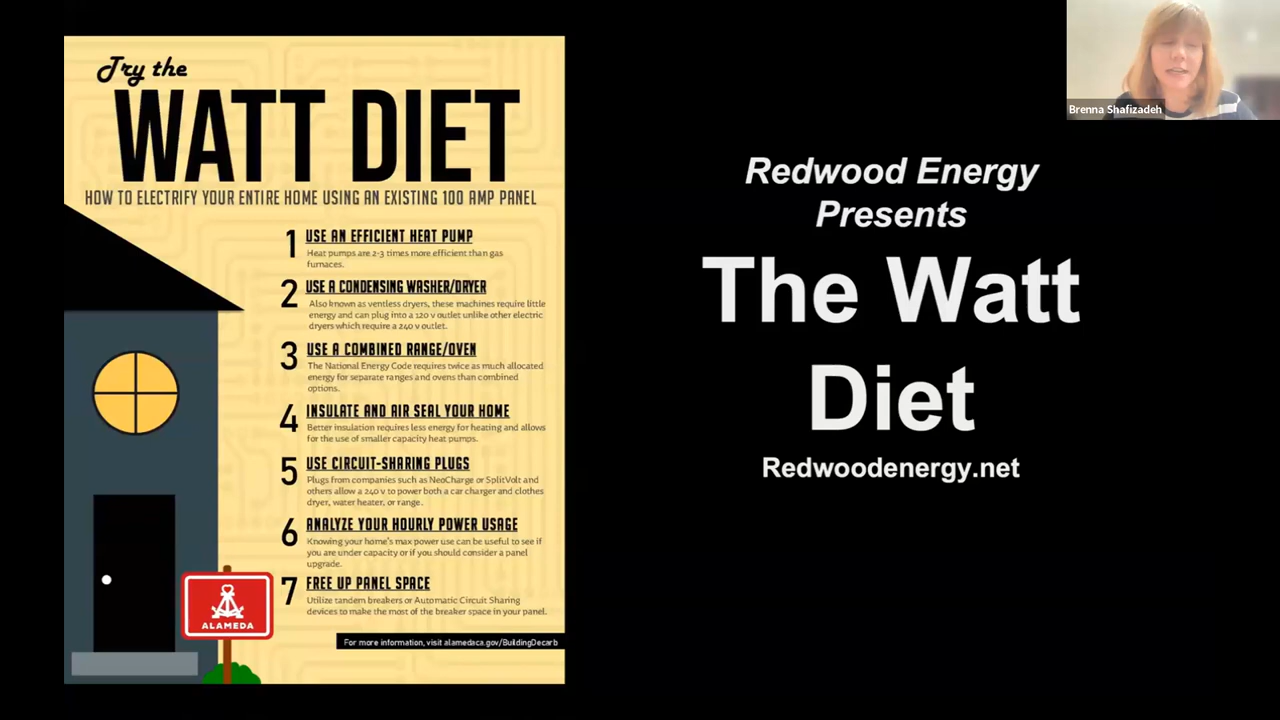 Try the
WATT DIET
HOW TO ELECTRIFY YOUR ENTIRE HOME USING AN EXISTING 100 AMP PANEL
1 USE AN EFFICIENT HEAT PUMP
Heat pumps are 2-3 times more efficient than gas
furnaces.
2 USE A CONDENSING WASHER/DRYER
Also known as ventless dryers, these machines require little
energy and can plug into a 120 v outlet unlike other electric
dryers which require a 240 v outlet.
3 USE A COMBINED RANGE/OVEN
The National Energy Code requires twice as much allocated
energy for separate ranges and ovens than combined
options.
4 INSULATE AND AIR SEAL YOUR HOME
Better insulation requires less energy for heating and allows
for the use of smaller capacity heat pumps.
5 USE CIRCUIT-SHARING PLUGS
Plugs from companies such as NeoCharge or SplitVolt and
others allow a 240 v to power both a car charger and clothes
dryer, water heater, or range.
6 ANALYZE YOUR HOURLY POWER USAGE
Knowing your home's max power use can be useful to see if
you are under capacity or if you should consider a panel
upgrade.
7 FREE UP PANEL SPACE
Utilize tandem breakers or Automatic Circuit Sharing
devices to make the most of the breaker space in your panel.
ALAMEDA
For more information, visit alamedaca.gov/BuildingDecarb
Redwood Energy
Presents
The Watt
Diet
Redwoodenergy.net
Brenna Shafizadeh